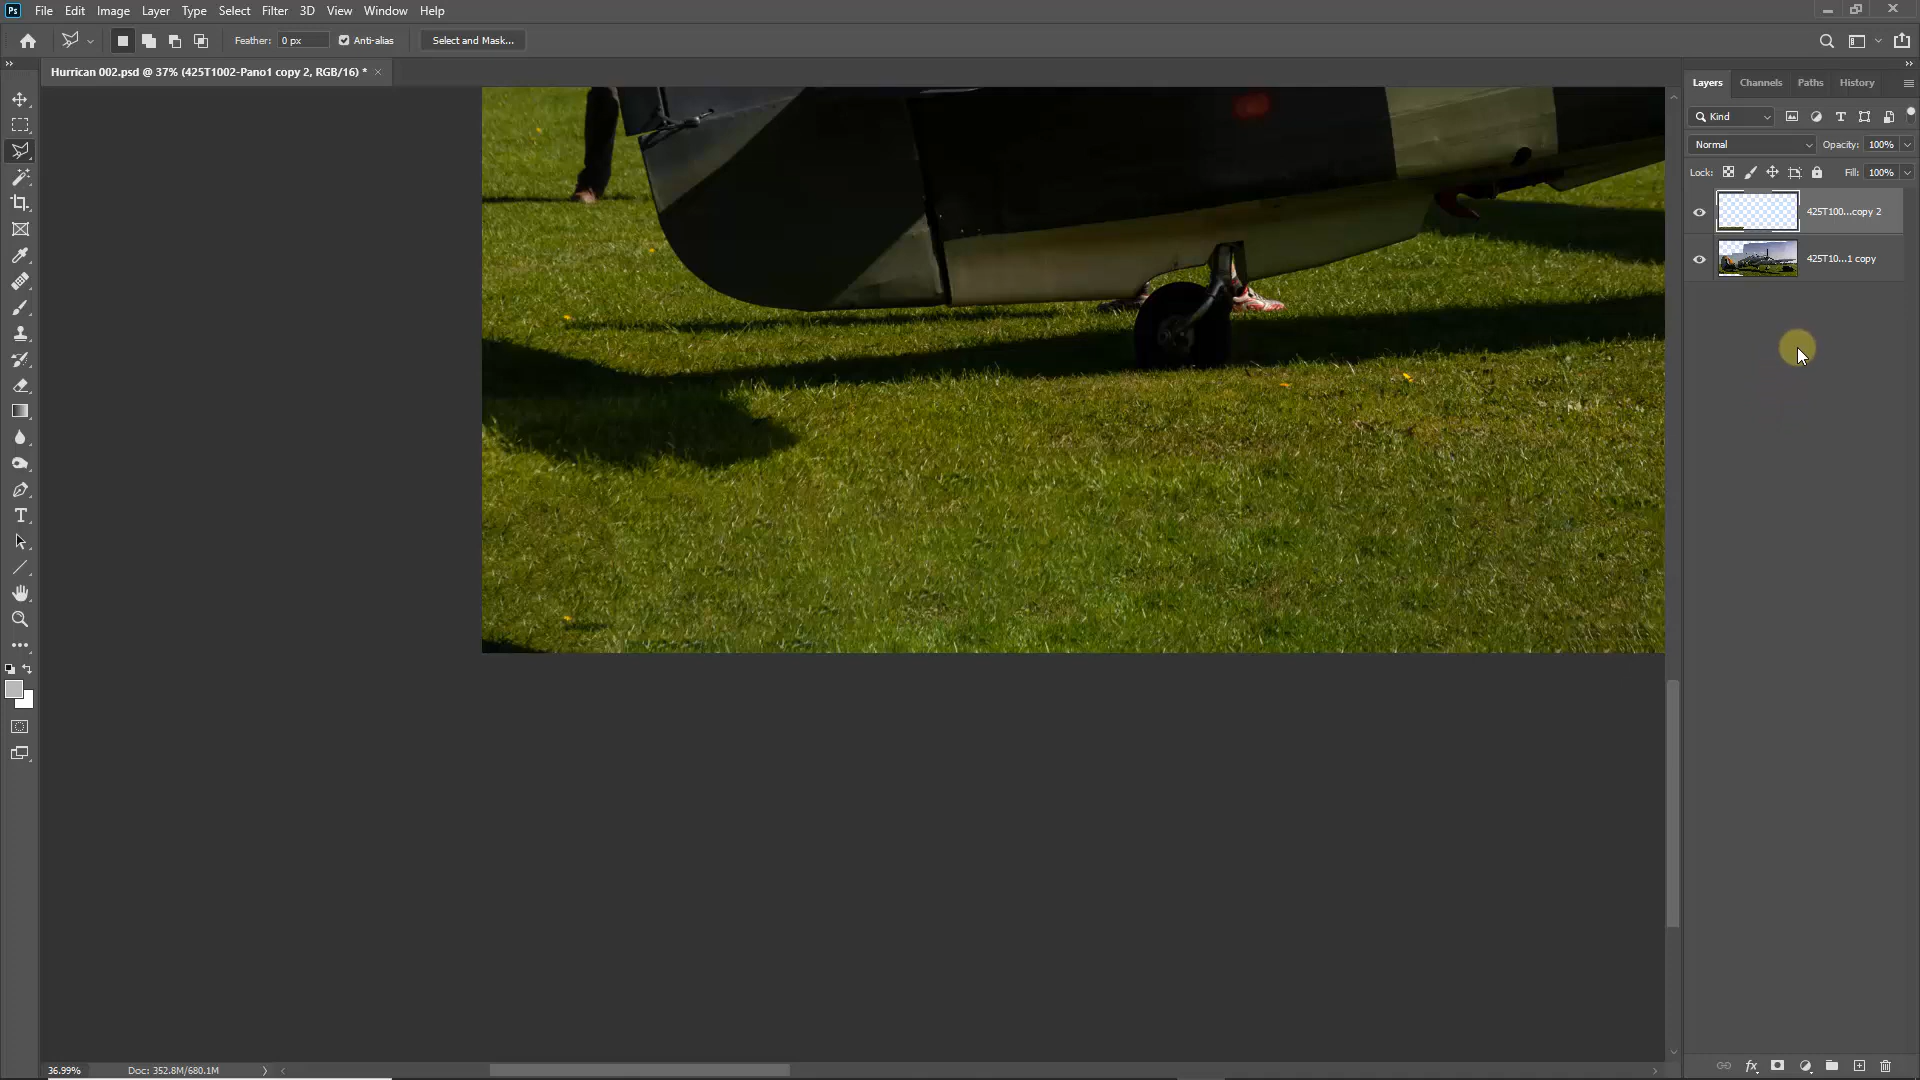 Ps File Edit Image Layer Type Select Filter 3D View Window Help
Feather: 0 px Anti-alias Select and Mask...
Hurrican 002.psd @ 37% (425T1002-Pano1 copy 2, RGB/16) * ×
Layers Channels Paths History
Kind
Normal Opacity: 100%
Lock: Fill: 100%
425T100...copy 2
425T10...1 copy
36.99% Doc: 352.8M/680.1M